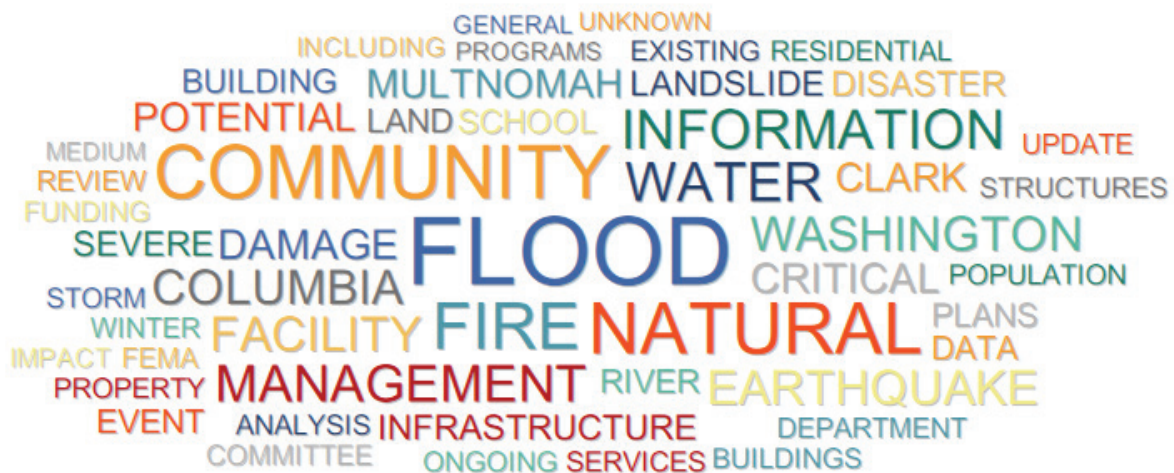 GENERAL UNKNOWN
INCLUDING PROGRAMS EXISTING RESIDENTIAL
BUILDING MULTNOMAH LANDSLIDE DISASTER
POTENTIAL LAND SCHOOL INFORMATION UPDATE
MEDIUM
REVIEW COMMUNITY WATER CLARK STRUCTURES
FUNDING
SEVERE DAMAGE FLOOD WASHINGTON
CRITICAL POPULATION
STORM COLUMBIA
WINTER FACILITY FIRE NATURAL PLANS
IMPACT FEMA DATA
PROPERTY MANAGEMENT RIVER EARTHQUAKE
EVENT ANALYSIS INFRASTRUCTURE DEPARTMENT
COMMITTEE ONGOING SERVICES BUILDINGS